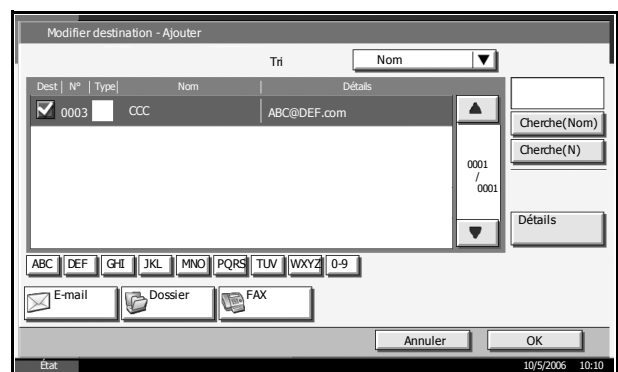 Modifier destination - Ajouter
Tri Nom
Dest N° Type Nom Détails
0003 CCC ABC@DEF.com
Cherche(Nom)
Cherche(N)
0001
/
0001
Détails
ABC DEF GHI JKL MNO PQRS TUV WXYZ 0-9
E-mail Dossier FAX
Annuler OK
État 10/5/2006 10:10